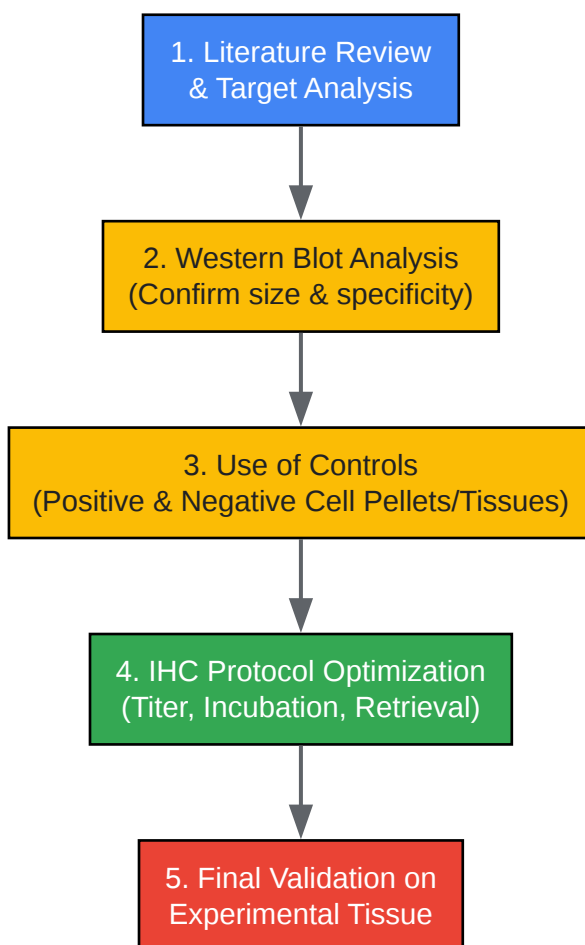 1. Literature Review
& Target Analysis
2. Western Blot Analysis
(Confirm size & specificity)
3. Use of Controls
(Positive & Negative Cell Pellets/Tissues)
4. IHC Protocol Optimization
(Titer, Incubation, Retrieval)
5. Final Validation on
Experimental Tissue